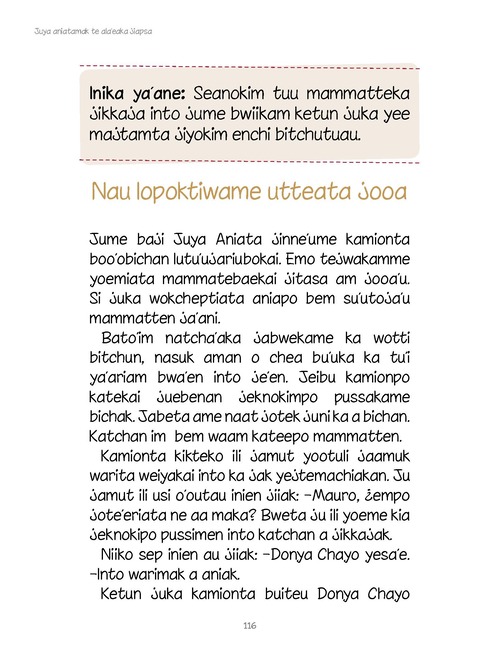 Juya aniatamak te ala'eaka jiapsa
Inika ya'ane: Seanokim tuu mammatteka
jikkaja into jume bwiikam ketun juka yee
majtamta jiyokim enchi bitchutuau.
Nau lopoktiwame utteata jooa
Jume baji Juya Aniata jinne'ume kamionta
boo'obichan lutu'ujariubokai. Emo tejwakamme
yoemiata mammatebaekai jitasa am jooa'u.
Si juka wokcheptiata aniapo bem su'utoja'u
mammatten ja'ani.
Bato'im natcha'aka jabwekame ka wotti
bitchun, nasuk aman o chea bu'uka ka tu'i
ya'ariam bwa'en into je'en. Jeibu kamionpo
katekai juebenan jeknokimpo pussakame
bichak. Jabeta ame naat jotek juni ka a bichan.
Katchan im bem waam kateepo mammatten.
Kamionta kikteko ili jamut yootuli jaamuk
warita weiyakai into ka jak yejtemachiakan. Ju
jamut ili usi o'outau inien jiiak: –Mauro, ¿empo
jote'eriata ne aa maka? Bweta ju ili yoeme kia
jeknokipo pussimen into katchan a jikkajak.
Niiko sep inien au jiiak: –Donya Chayo yesa'e.
–Into warimak a aniak.
Ketun juka kamionta buiteu Donya Chayo
116